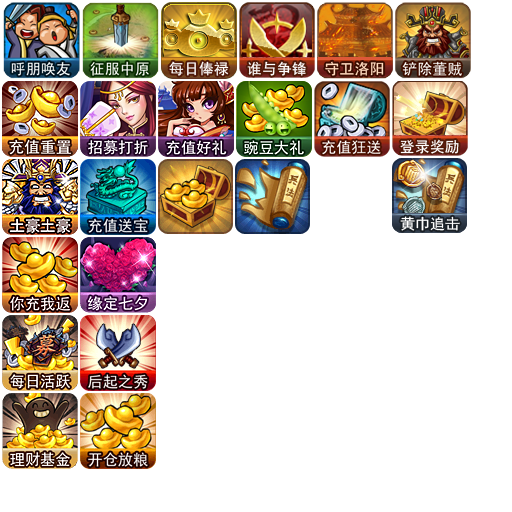 呼朋唤友
征服中原
每日俸禄
谁与争锋
守卫洛阳
铲除董贼
充值重置
招募打折
充值好礼
豌豆大礼
充值狂送
登录奖励
土豪土豪
充值送宝
黄巾追击
你充我返
缘定七夕
募
每日活跃
后起之秀
理财基金
开仓放粮